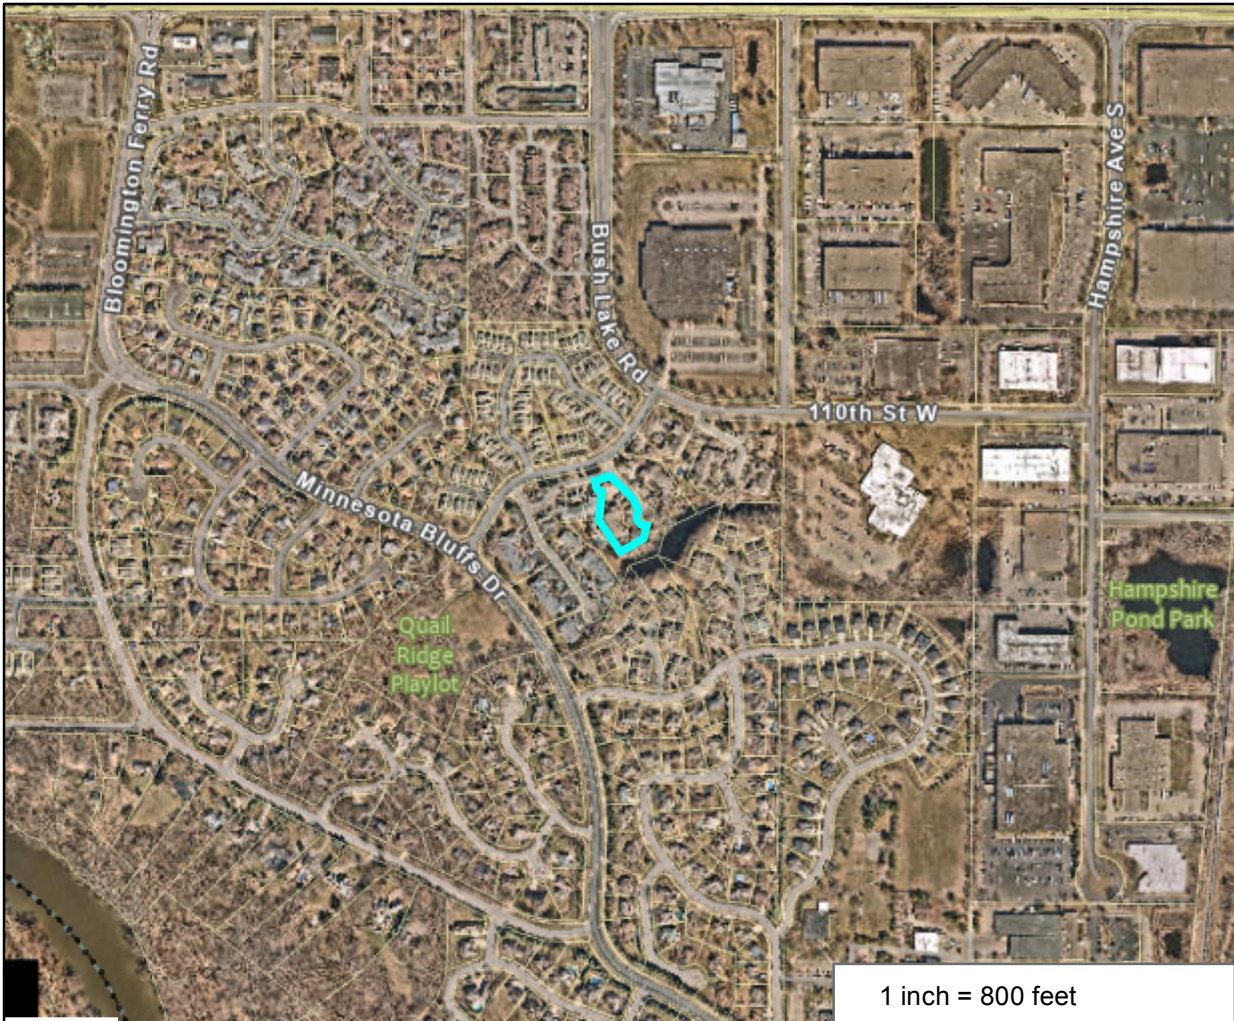 Bloomington Ferry Rd
Bush Lake Rd
Hampshire Ave S
110th St W
Minnesota Bluffs Dr
Hampshire
Pond Park
Quail
Ridge
Playlot
1 inch = 800 feet